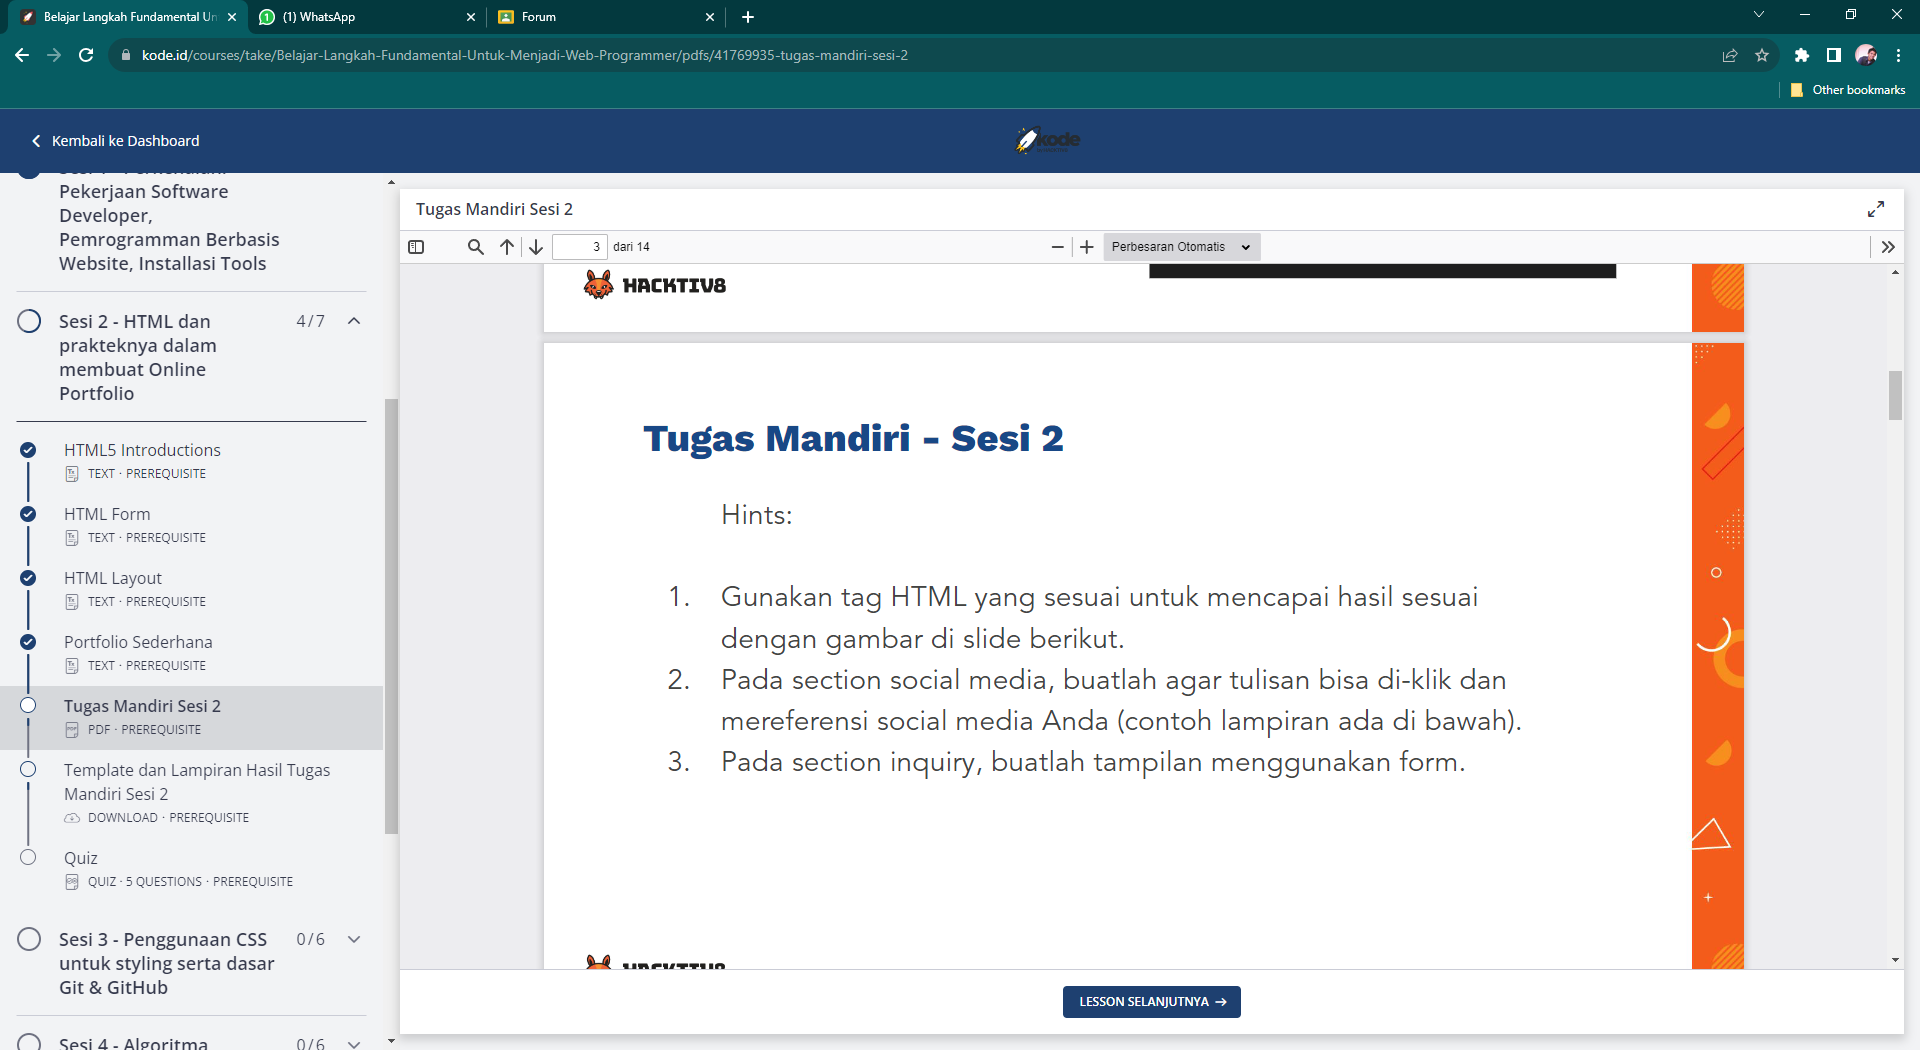 Belajar Langkah Fundamental Un
(1) WhatsApp
Forum
kode.id/courses/take/Belajar-Langkah-Fundamental-Untuk-Menjadi-Web-Programmer/pdfs/41769935-tugas-mandiri-sesi-2
Other bookmarks
Kembali ke Dashboard
kode
Pekerjaan Software
Developer,
Pemrogramman Berbasis
Website, Installasi Tools
Sesi 2 - HTML dan
prakteknya dalam
membuat Online
Portfolio
4/7
HTML5 Introductions
TEXT · PREREQUISITE
HTML Form
TEXT · PREREQUISITE
HTML Layout
TEXT · PREREQUISITE
Portfolio Sederhana
TEXT · PREREQUISITE
Tugas Mandiri Sesi 2
PDF · PREREQUISITE
Template dan Lampiran Hasil Tugas
Mandiri Sesi 2
DOWNLOAD · PREREQUISITE
Quiz
QUIZ · 5 QUESTIONS · PREREQUISITE
Sesi 3 - Penggunaan CSS
untuk styling serta dasar
Git & GitHub
0/6
Sesi 4 - Algoritma
0/6
Tugas Mandiri Sesi 2
3 dari 14
Perbesaran Otomatis
HACKTIV8
Tugas Mandiri - Sesi 2
Hints:
1. Gunakan tag HTML yang sesuai untuk mencapai hasil sesuai
dengan gambar di slide berikut.
2. Pada section social media, buatlah agar tulisan bisa di-klik dan
mereferensi social media Anda (contoh lampiran ada di bawah).
3. Pada section inquiry, buatlah tampilan menggunakan form.
HACKTIV8
LESSON SELANJUTNYA →